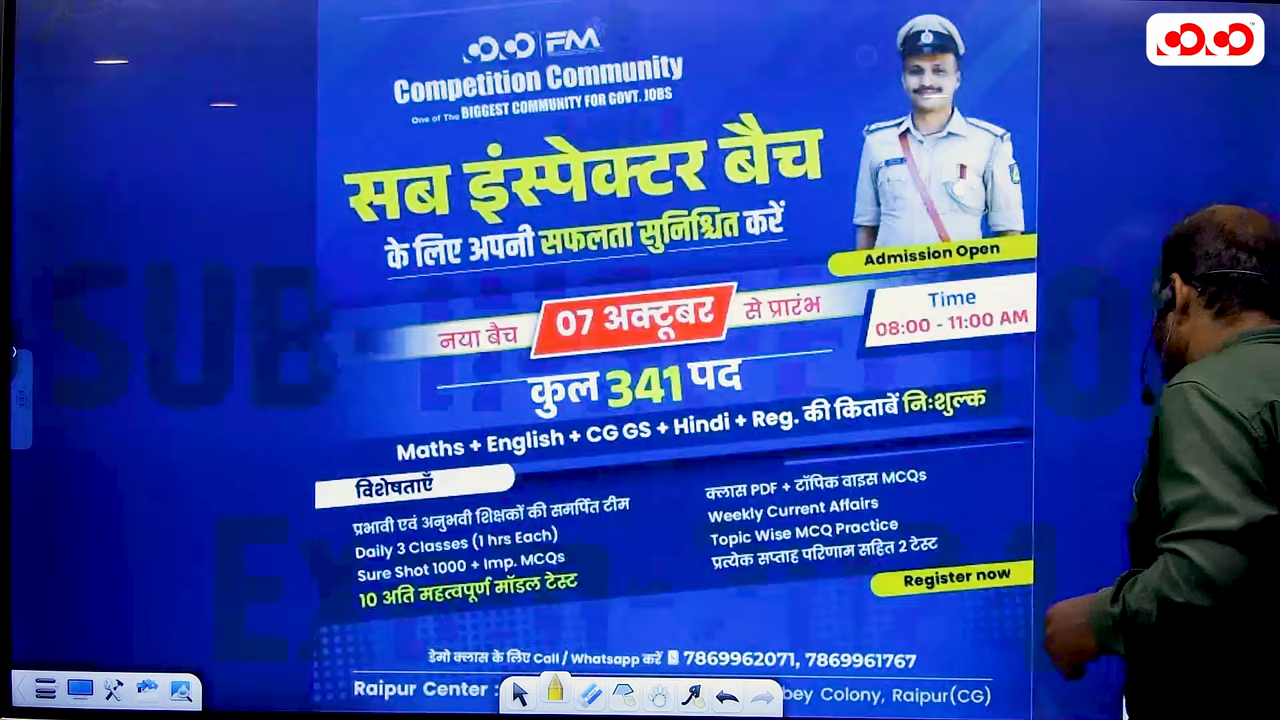 FM
Competition Community
One of The BIGGEST COMMUNITY FOR GOVT. JOBS
सब इंस्पेक्टर बैच
के लिए अपनी सफलता सुनिश्चित करें
Admission Open
नया बैच 07 अक्टूबर से प्रारंभ
Time
08:00 - 11:00 AM
कुल 341 पद
Maths + English + CG GS + Hindi + Reg. की किताबें निःशुल्क
विशेषताएँ
प्रभावी एवं अनुभवी शिक्षकों की समर्पित टीम
Daily 3 Classes (1 hrs Each)
Sure Shot 1000 + Imp. MCQs
10 अति महत्वपूर्ण मॉडल टेस्ट
क्लास PDF + टॉपिक वाइस MCQs
Weekly Current Affairs
Topic Wise MCQ Practice
प्रत्येक सप्ताह परिणाम सहित 2 टेस्ट
Register now
डेमो क्लास के लिए Call / Whatsapp करें 7869962071, 7869961767
Raipur Center : Colony, Raipur(CG)